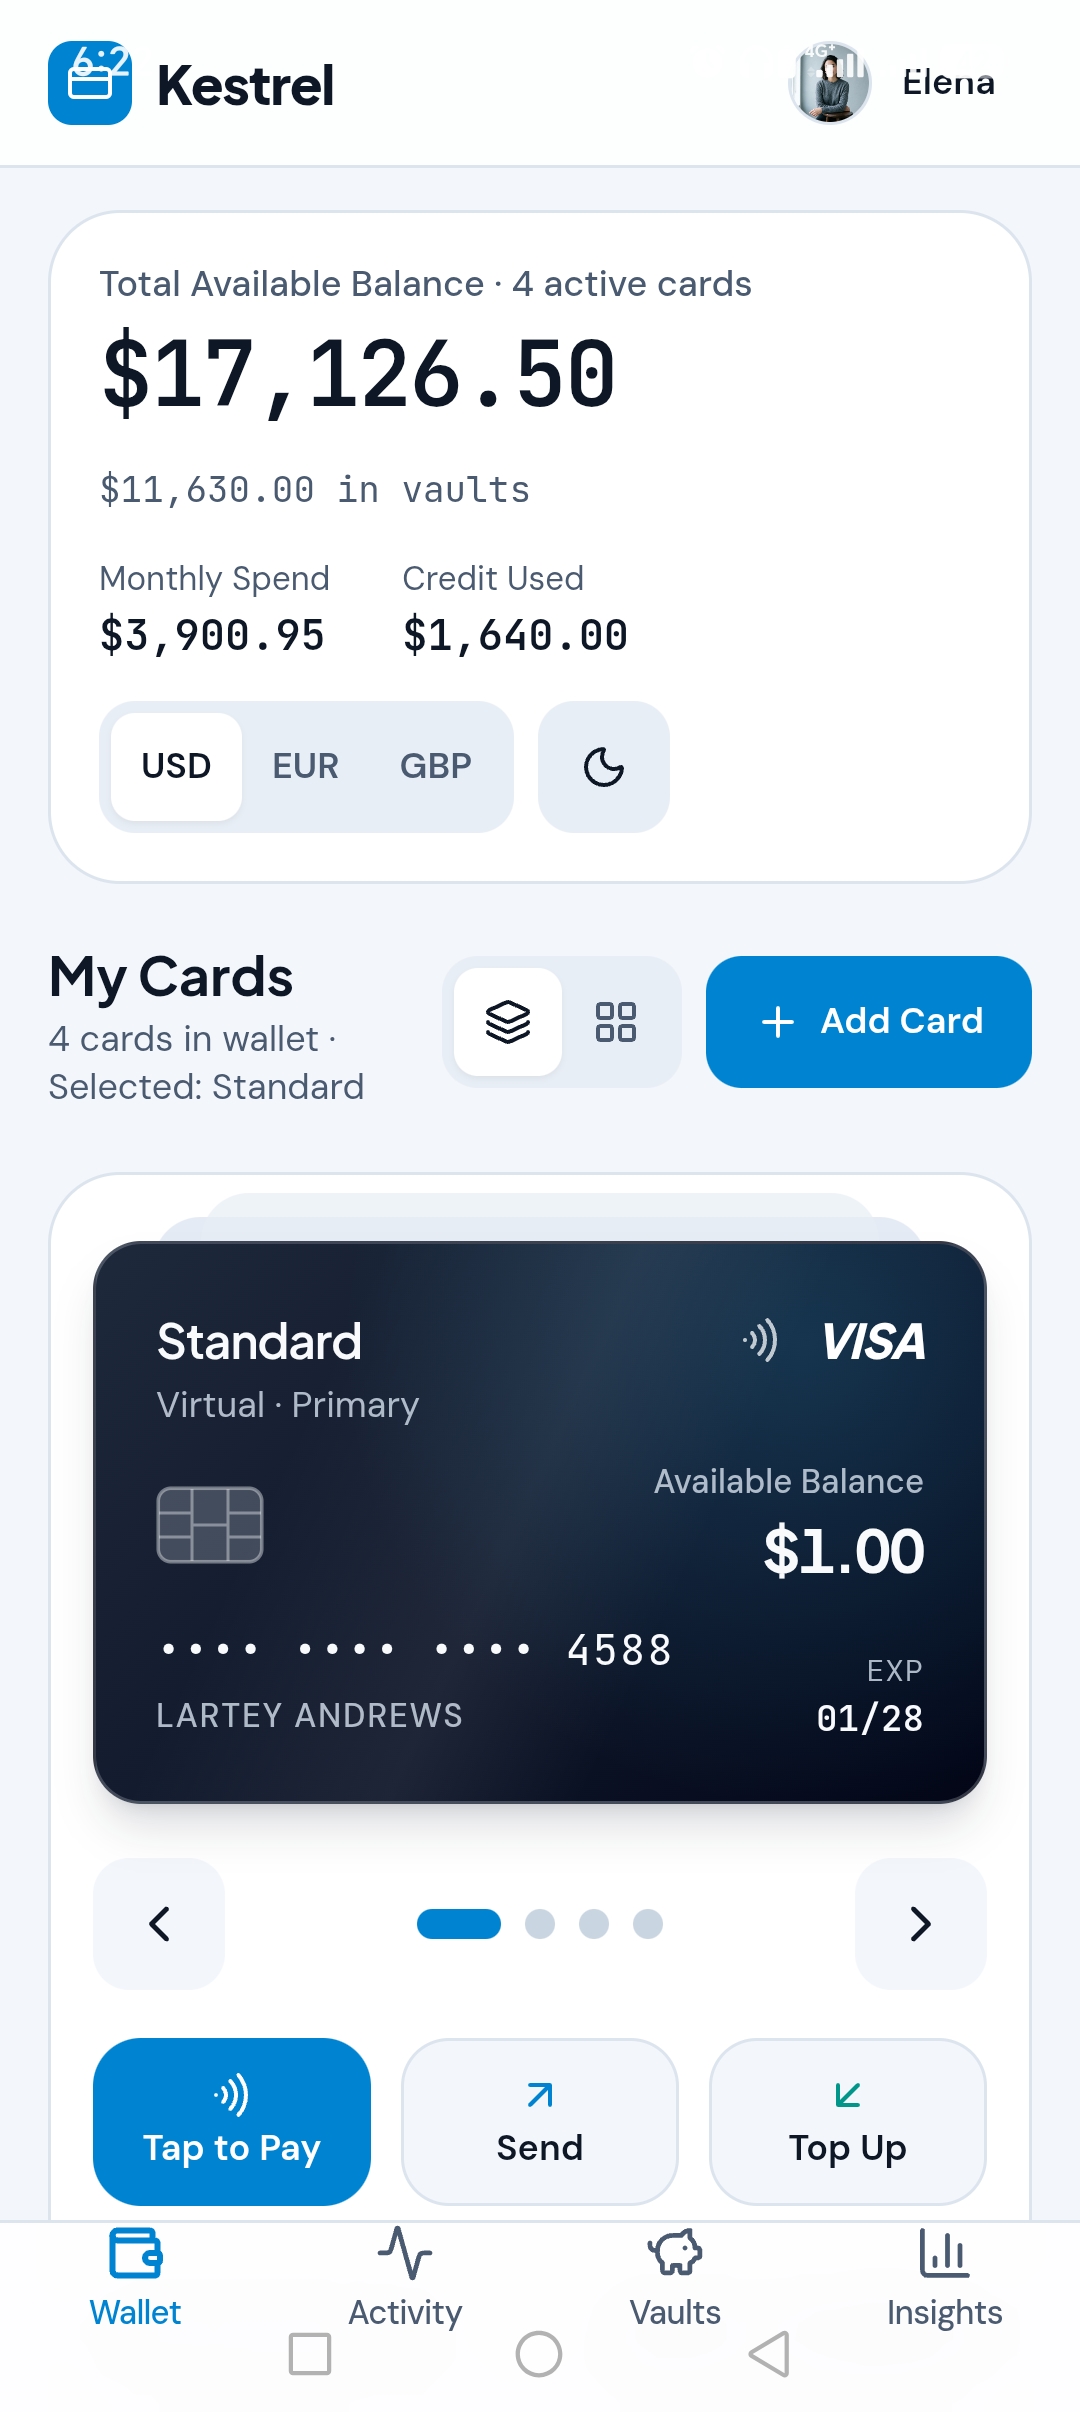 6:2
4G+
Kestrel
Elena
Total Available Balance · 4 active cards
$17,126.50
$11,630.00 in vaults
Monthly Spend
Credit Used
$3,900.95
$1,640.00
USD
EUR
GBP
My Cards
4 cards in wallet ·
Selected: Standard
Add Card
Standard
VISA
Virtual · Primary
Available Balance
$1.00
•••• •••• •••• 4588
LARTEY ANDREWS
EXP
01/28
Tap to Pay
Send
Top Up
Wallet
Activity
Vaults
Insights